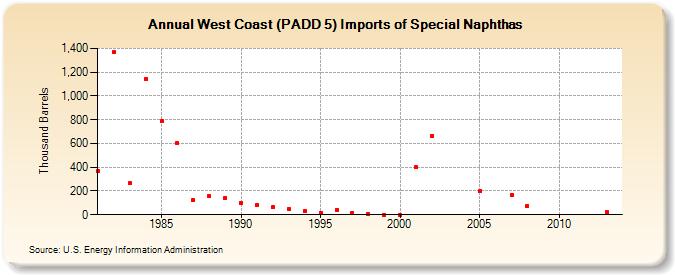 Annual West Coast (PADD 5) Imports of Special Naphthas
Thousand Barrels
1,400
1,200
1,000
800
600
400
200
0
1985 1990 1995 2000 2005 2010
Source: U.S. Energy Information Administration